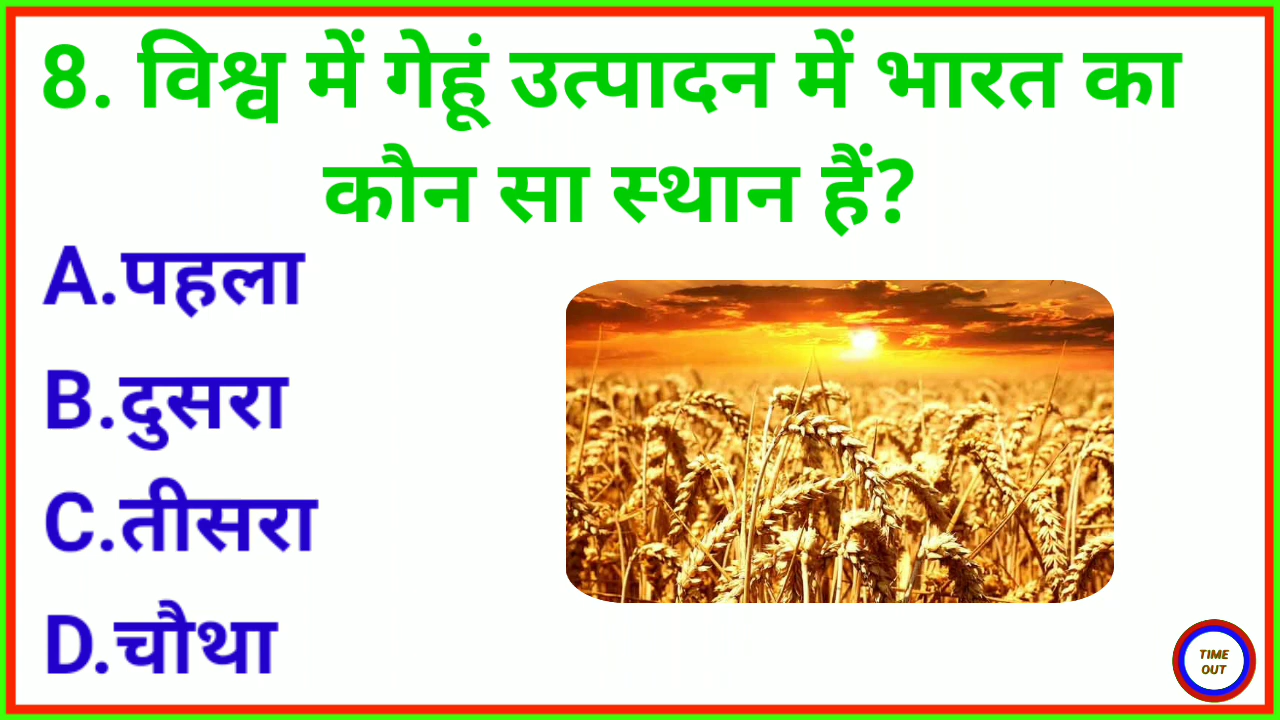 8. विश्व में गेहूं उत्पादन में भारत का
कौन सा स्थान हैं?
A.पहला
B.दुसरा
C.तीसरा
D.चौथा
TIME
OUT